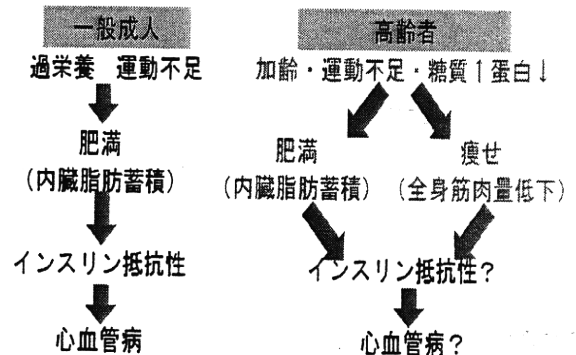 一般成人
過栄養　運動不足
肥満
(内臓脂肪蓄積)
インスリン抵抗性
心血管病
高齢者
加齢・運動不足・糖質↑蛋白↓
肥満
(内臓脂肪蓄積)
痩せ
(全身筋肉量低下)
インスリン抵抗性？
心血管病？